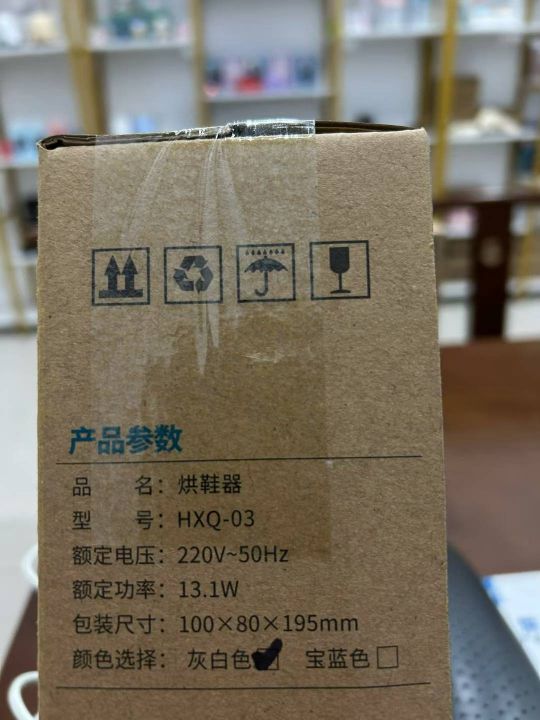 产品参数
品 名：烘鞋器
型 号：HXQ-03
额定电压：220V~50Hz
额定功率：13.1W
包装尺寸：100×80×195mm
颜色选择： 灰白色☑ 宝蓝色□